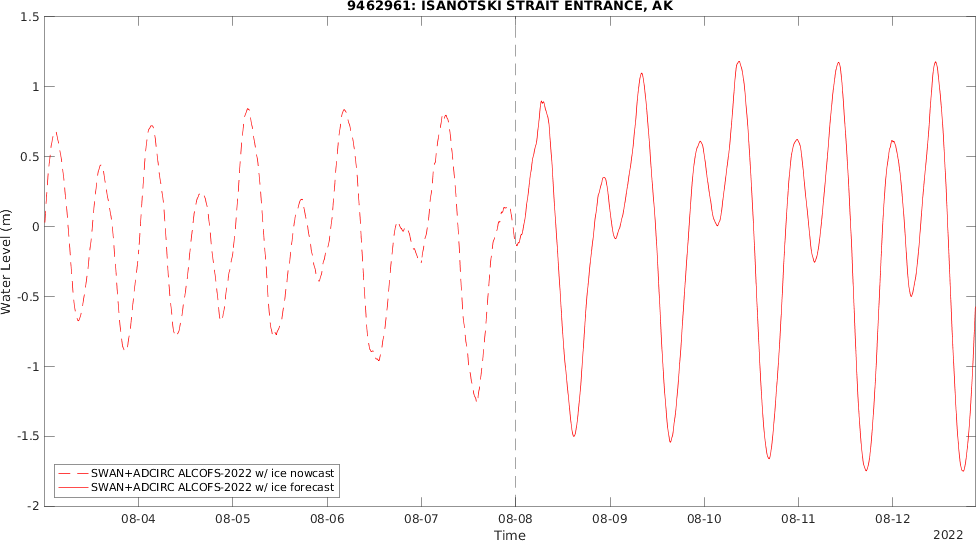 9462961: ISANOTSKI STRAIT ENTRANCE, AK
1.5
1
0.5
0
-0.5
-1
-1.5
-2
Water Level (m)
SWAN+ADCIRC ALCOFS-2022 w/ ice nowcast
SWAN+ADCIRC ALCOFS-2022 w/ ice forecast
08-04 08-05 08-06 08-07 08-08 08-09 08-10 08-11 08-12
Time
2022